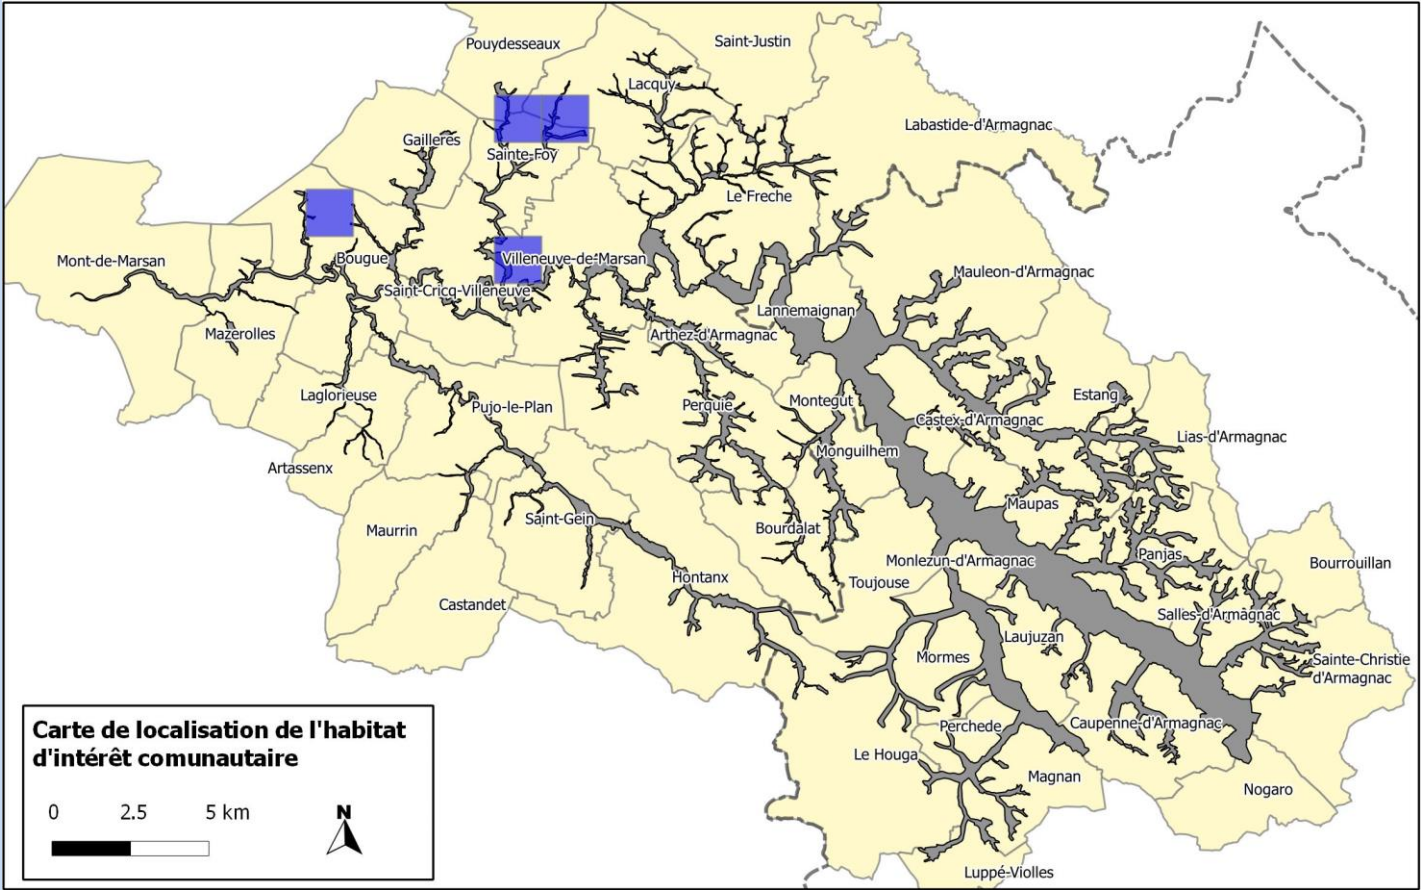 Pouydesseaux
Saint-Justin
Lacquy
Labastide-d'Armagnac
Gailleres
Sainte-Foy
Le Freche
Mont-de-Marsan
Bougue
Villeneuve-de-Marsan
Mauleon-d'Armagnac
Saint-Cricq-Villeneuve
Lannemaignan
Mazerolles
Arthez-d'Armagnac
Laglorieuse
Pujo-le-Plan
Perquie
Montegut
Estang
Castex-d'Armagnac
Lias-d'Armagnac
Monguilhem
Artassenx
Maupas
Maurrin
Saint-Gein
Bourdalat
Monlezun-d'Armagnac
Panjas
Bourrouillan
Hontanx
Toujouse
Castandet
Salles-d'Armagnac
Laujuzan
Mormes
Sainte-Christie
d'Armagnac
Perchede
Caupenne-d'Armagnac
Le Houga
Magnan
Nogaro
Luppé-Violles
Carte de localisation de l'habitat
d'intérêt comunautaire
0 2.5 5 km
N